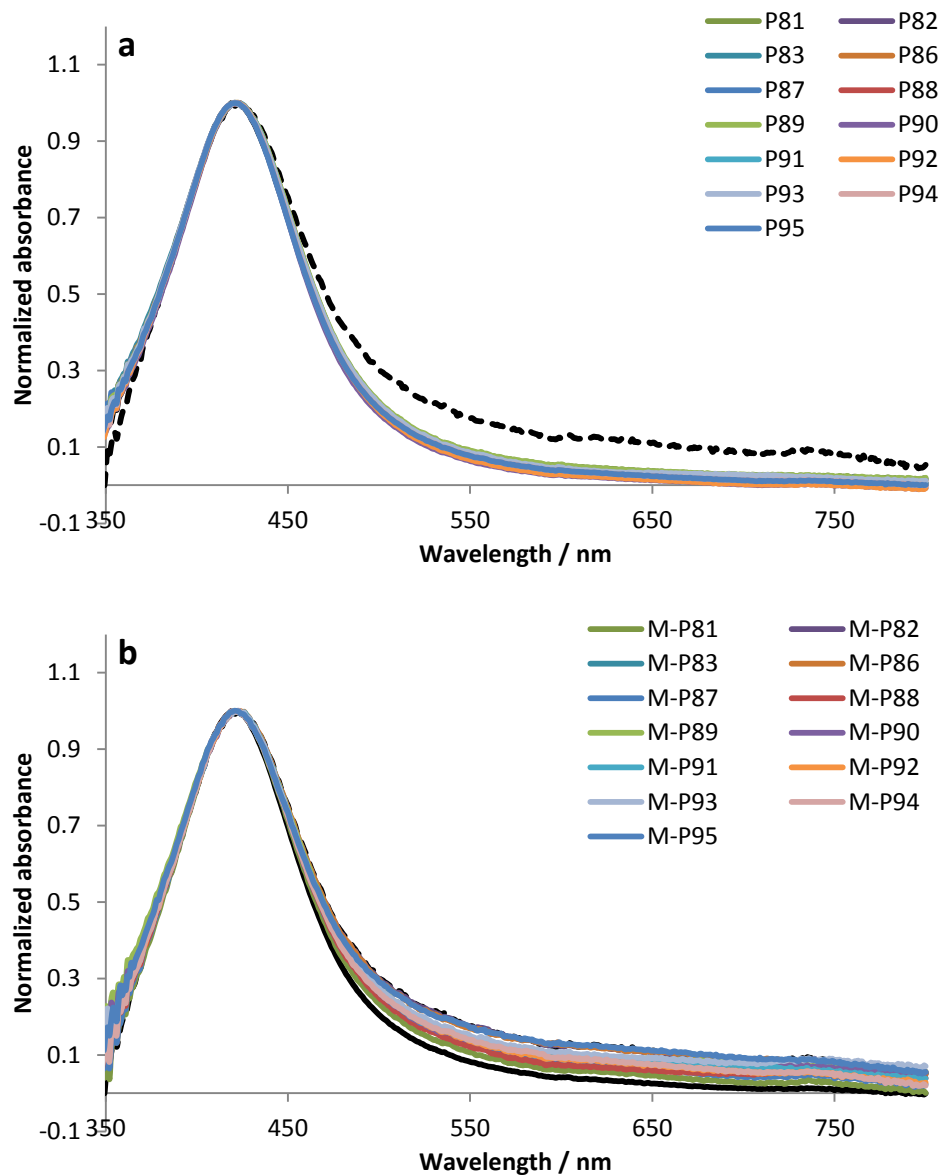 a
P81 P82
P83 P86
P87 P88
P89 P90
P91 P92
P93 P94
P95
1.1
0.9
0.7
0.5
0.3
0.1
-0.1
Normalized absorbance
350 450 550 650 750
Wavelength / nm
b
M-P81 M-P82
M-P83 M-P86
M-P87 M-P88
M-P89 M-P90
M-P91 M-P92
M-P93 M-P94
M-P95
1.1
0.9
0.7
0.5
0.3
0.1
-0.1
Normalized absorbance
350 450 550 650 750
Wavelength / nm